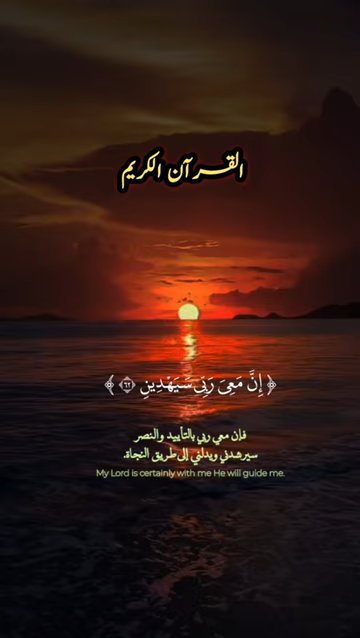 القرآن الكريم
﴿ إِنَّ مَعِىَ رَبِّى سَيَهْدِينِ ٦٢ ﴾
فإن معي ربي بالتأييد والنصر
سيرشدني ويدلني إلى طريق النجاة.
My Lord is certainly with me He will guide me.